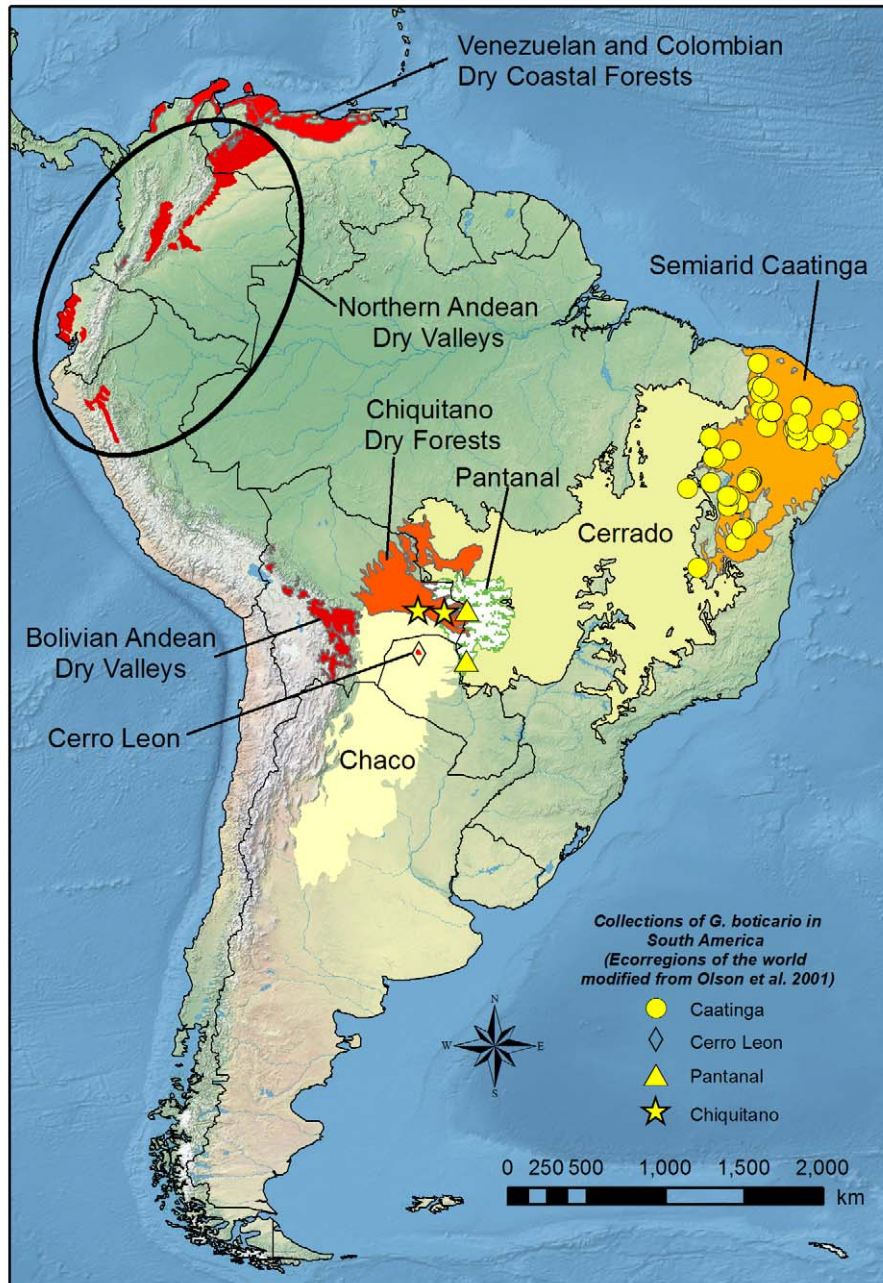 Venezuelan and Colombian
Dry Coastal Forests
Semiarid Caatinga
Northern Andean
Dry Valleys
Chiquitano
Dry Forests
Pantanal
Cerrado
Bolivian Andean
Dry Valleys
Cerro Leon
Chaco
Collections of G. boticario in
South America
(Ecorregions of the world
modified from Olson et al. 2001)
Caatinga
Cerro Leon
Pantanal
Chiquitano
N
W
E
S
0 250 500 1,000 1,500 2,000
km